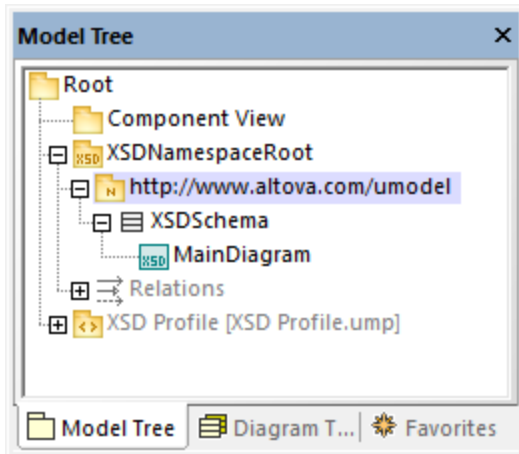 Model Tree
Root
Component View
XSD XSDNamespaceRoot
N http://www.altova.com/umodel
XSDSchema
XSD MainDiagram
Relations
XSD Profile [XSD Profile.ump]
Model Tree Diagram T... Favorites